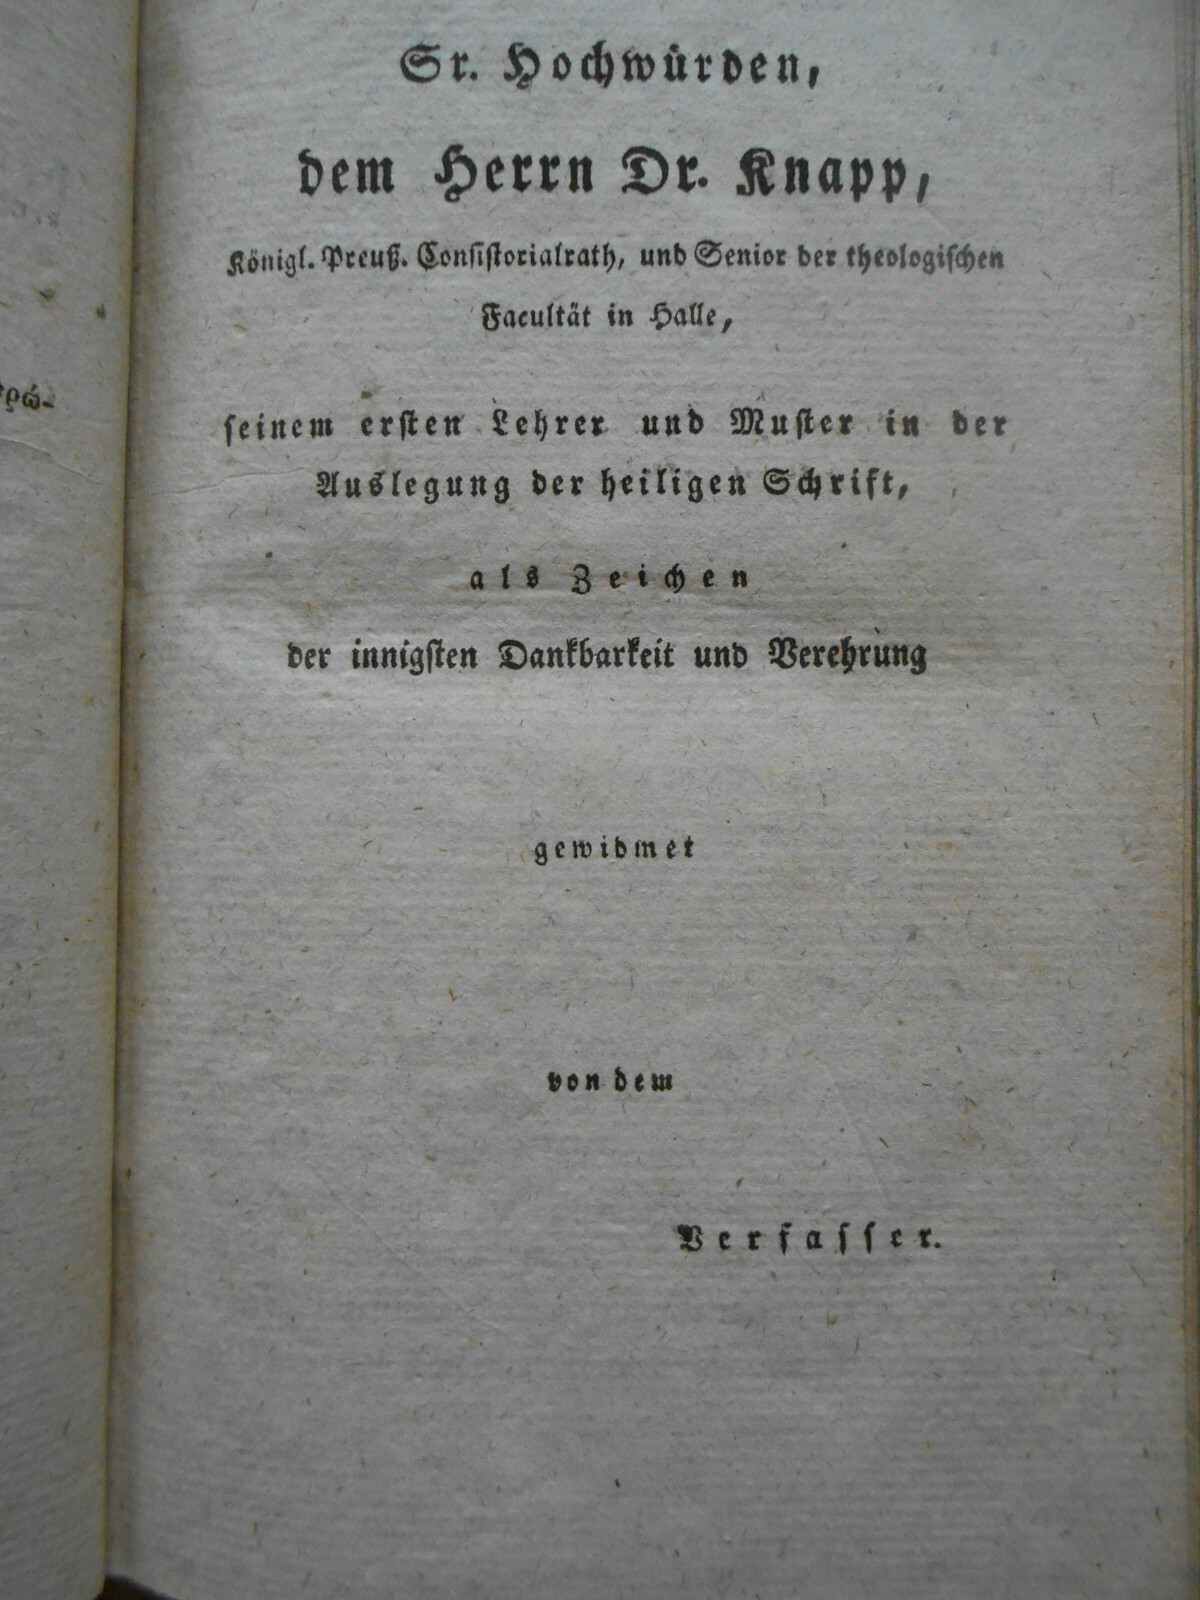 Sr. Hochwürden,
dem Herrn Dr. Knapp,
Königl. Preuß. Conſiſtorialrath, und Senior der theologiſchen
Facultät in Halle,
ſeinem erſten Lehrer und Muſter in der
Auslegung der heiligen Schrift,
als Zeichen
der innigſten Dankbarkeit und Verehrung
gewidmet
von dem
Verfaſſer.